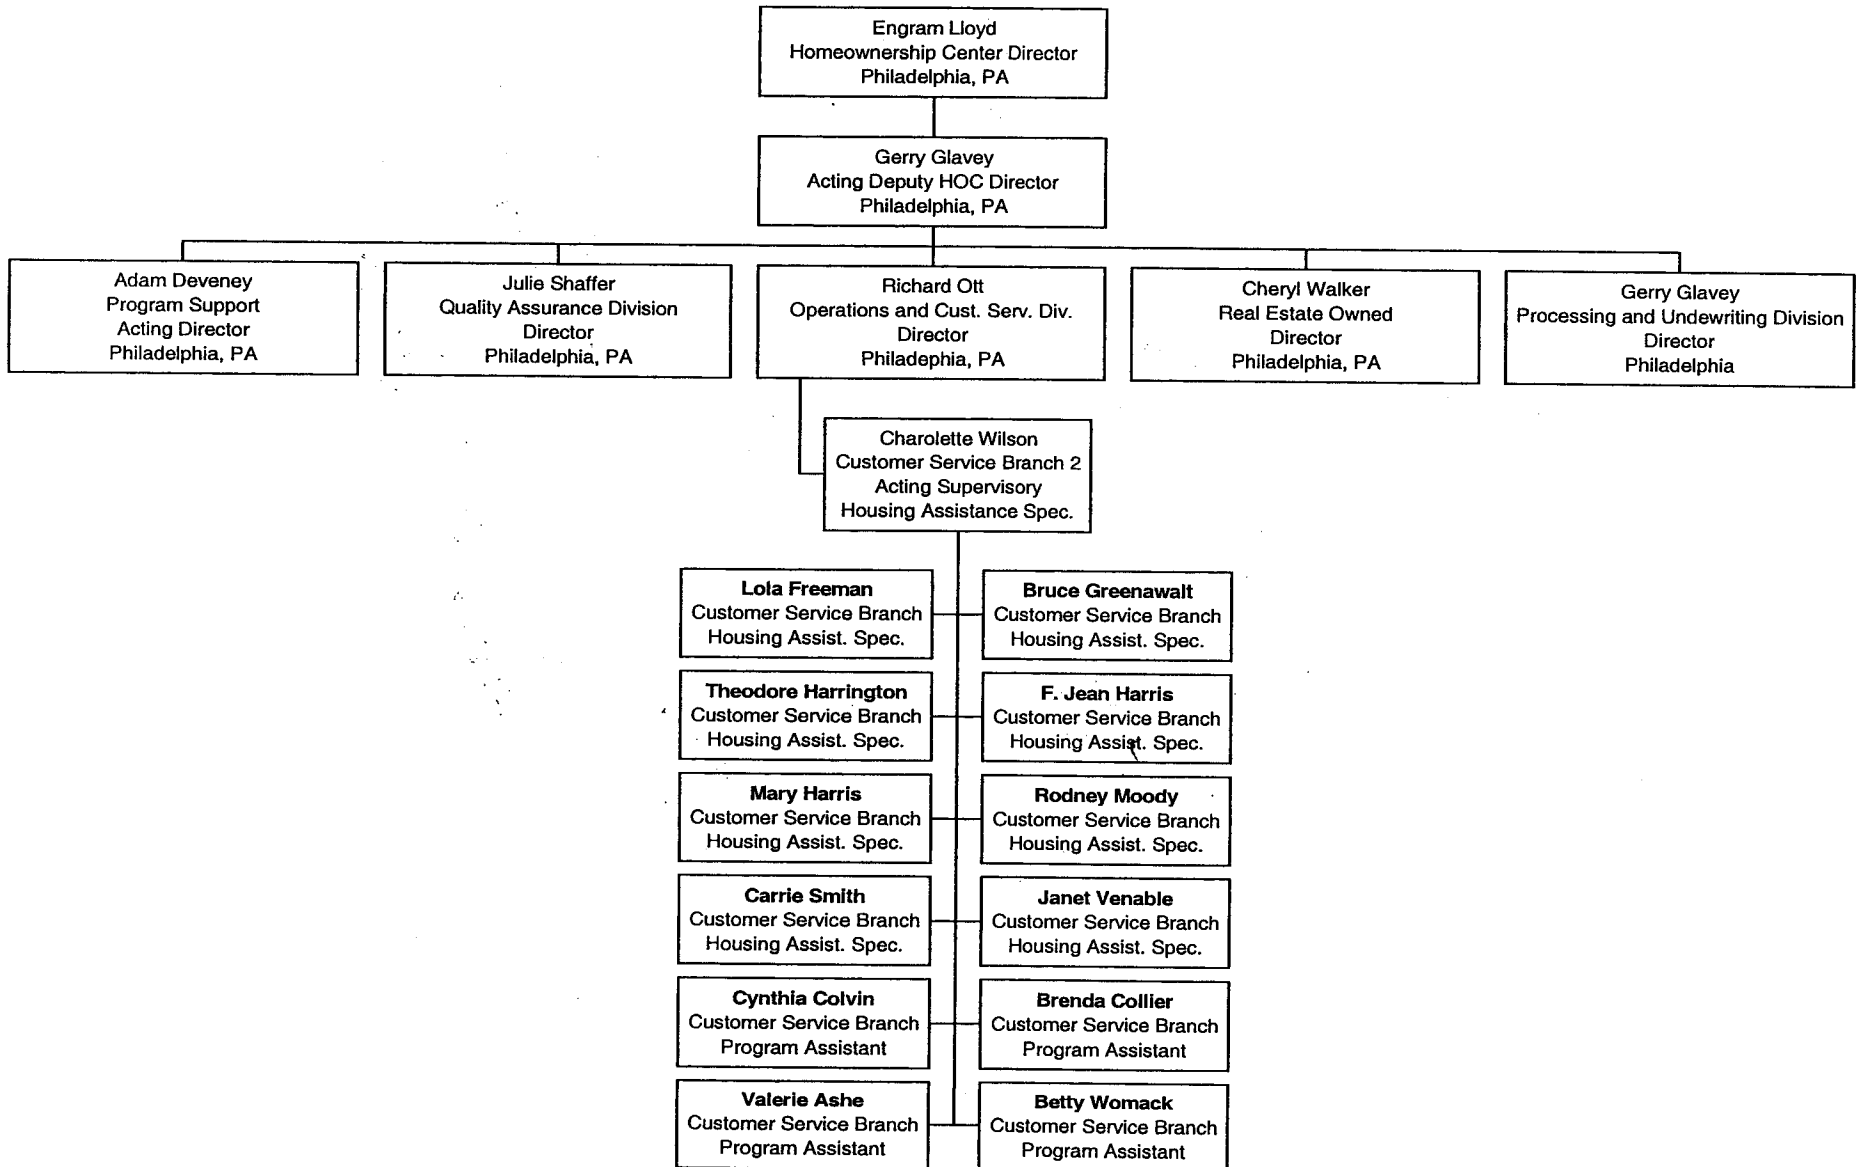 Engram Lloyd
Homeownership Center Director
Philadelphia, PA
Gerry Glavey
Acting Deputy HOC Director
Philadelphia, PA
Adam Deveney
Program Support
Acting Director
Philadelphia, PA
Julie Shaffer
Quality Assurance Division
Director
Philadelphia, PA
Richard Ott
Operations and Cust. Serv. Div.
Director
Philadephia, PA
Cheryl Walker
Real Estate Owned
Director
Philadelphia, PA
Gerry Glavey
Processing and Undewriting Division
Director
Philadelphia
Charolette Wilson
Customer Service Branch 2
Acting Supervisory
Housing Assistance Spec.
Lola Freeman
Customer Service Branch
Housing Assist. Spec.
Bruce Greenawalt
Customer Service Branch
Housing Assist. Spec.
Theodore Harrington
Customer Service Branch
Housing Assist. Spec.
F. Jean Harris
Customer Service Branch
Housing Assist. Spec.
Mary Harris
Customer Service Branch
Housing Assist. Spec.
Rodney Moody
Customer Service Branch
Housing Assist. Spec.
Carrie Smith
Customer Service Branch
Housing Assist. Spec.
Janet Venable
Customer Service Branch
Housing Assist. Spec.
Cynthia Colvin
Customer Service Branch
Program Assistant
Brenda Collier
Customer Service Branch
Program Assistant
Valerie Ashe
Customer Service Branch
Program Assistant
Betty Womack
Customer Service Branch
Program Assistant